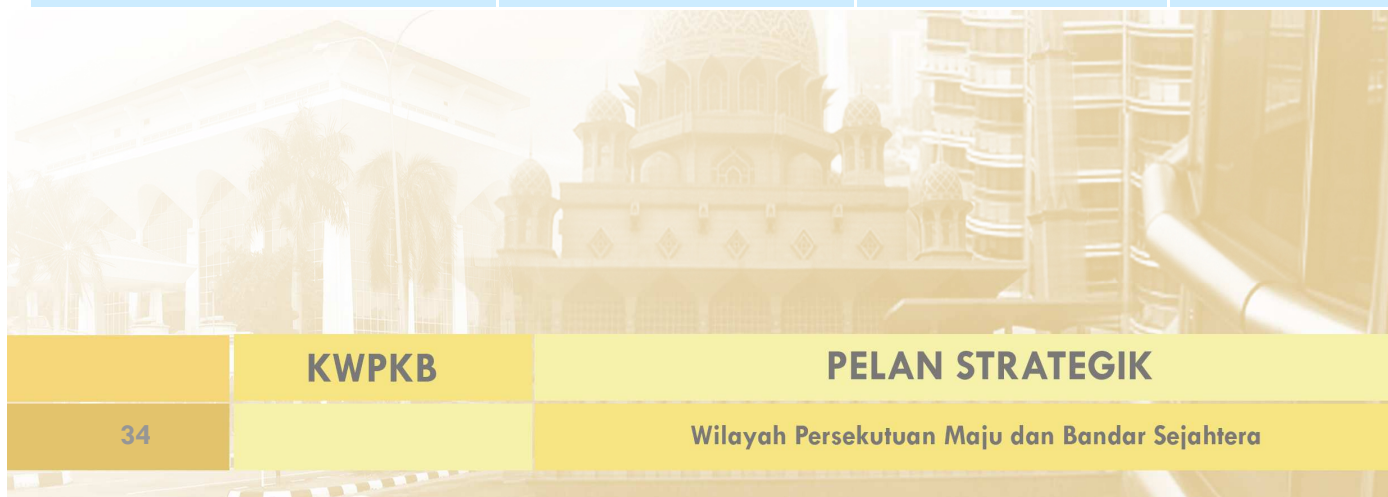 KWPKB
PELAN STRATEGIK
34
Wilayah Persekutuan Maju dan Bandar Sejahtera